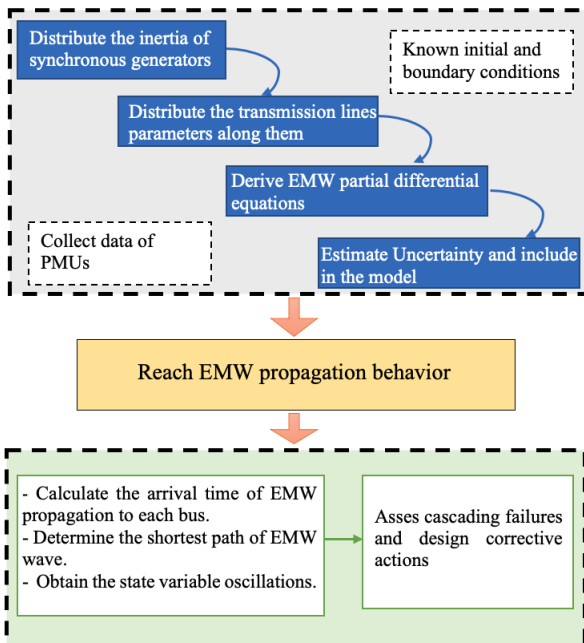 Distribute the inertia of
synchronous generators
Known initial and
boundary conditions
Distribute the transmission lines
parameters along them
Derive EMW partial differential
equations
Collect data of
PMUs
Estimate Uncertainty and include
in the model
Reach EMW propagation behavior
- Calculate the arrival time of EMW
propagation to each bus.
- Determine the shortest path of EMW
wave.
- Obtain the state variable oscillations.
Asses cascading failures
and design corrective
actions